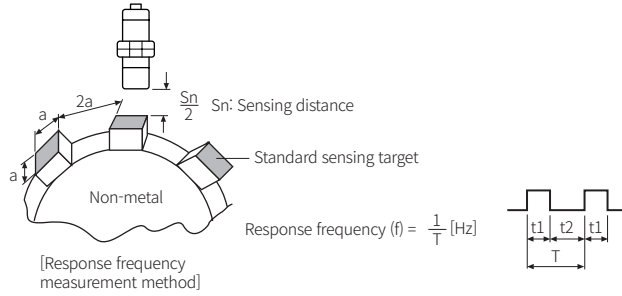 a
2a
Sn
2
Sn: Sensing distance
a
Standard sensing target
Non-metal
Response frequency (f) = 1/T [Hz]
t1 t2 t1
T
[Response frequency
measurement method]